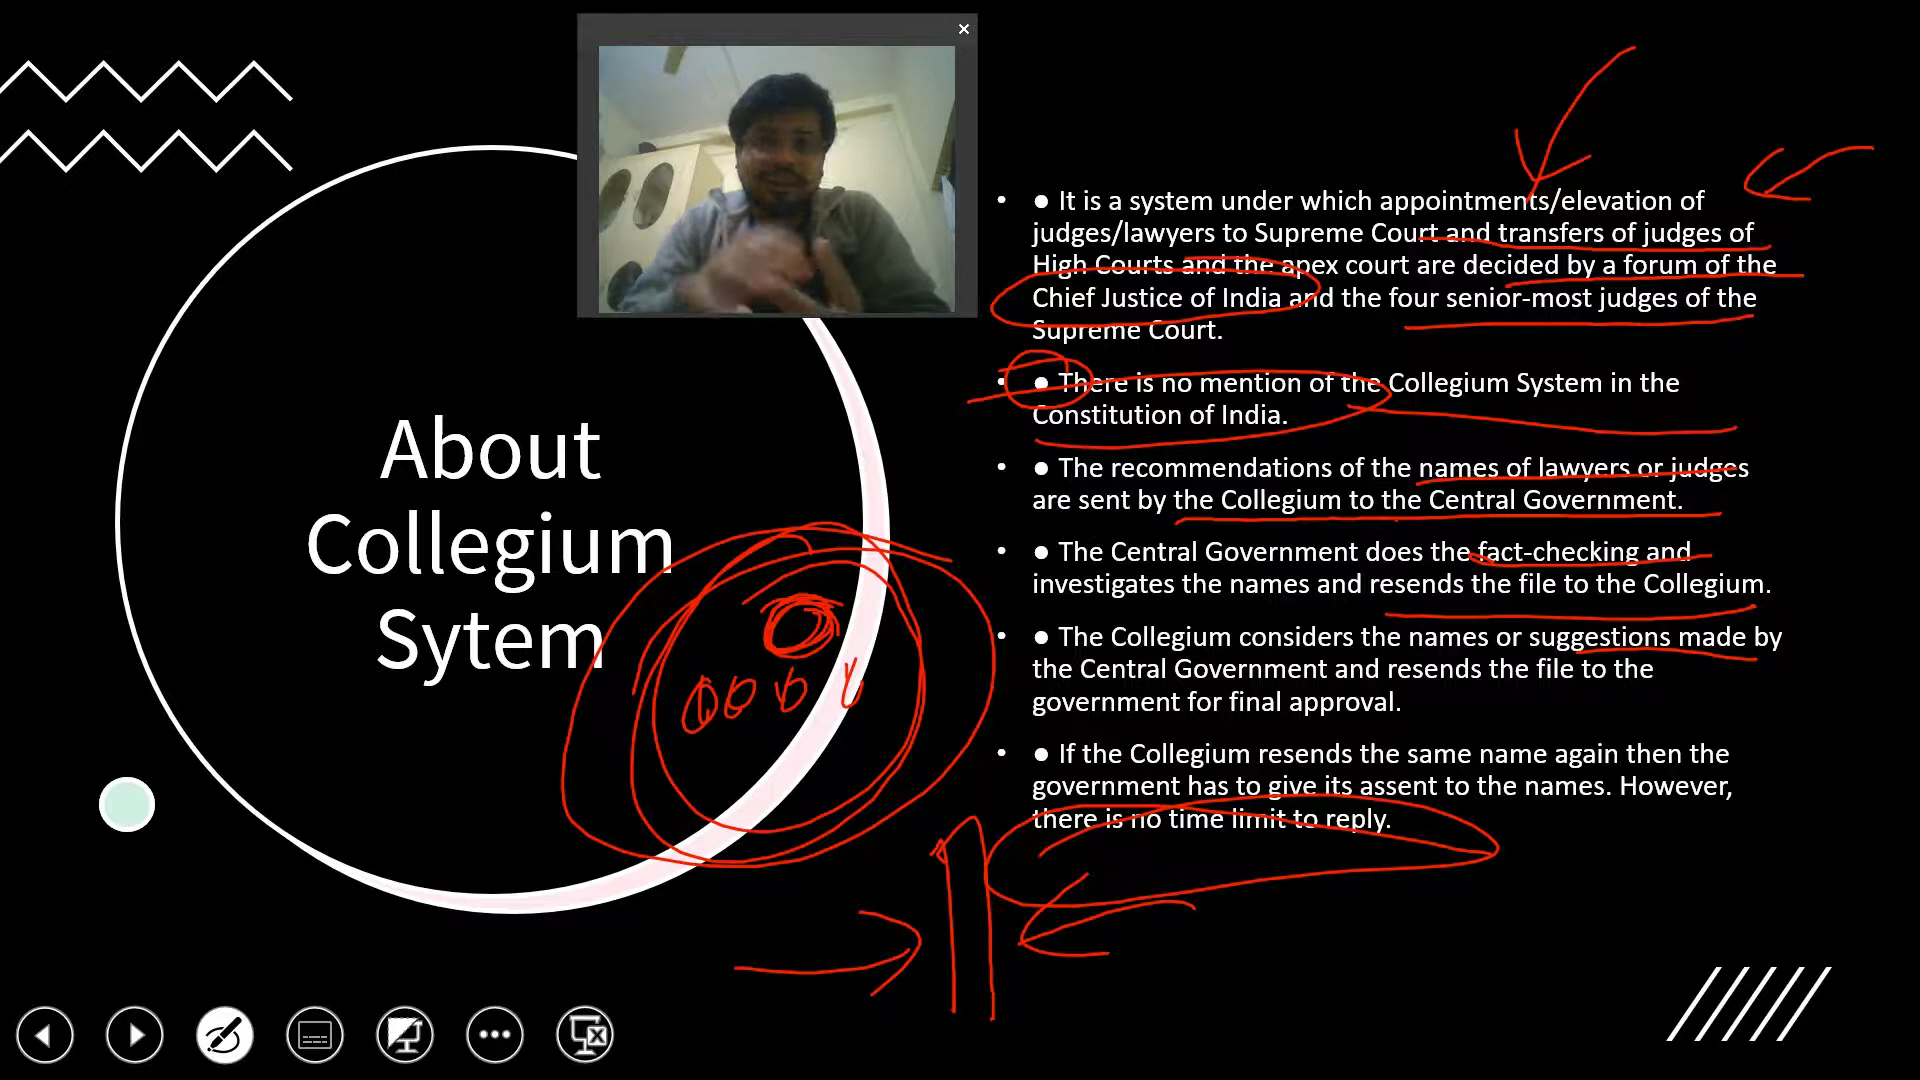 About
Collegium
Sytem
• ● It is a system under which appointments/elevation of
judges/lawyers to Supreme Court and transfers of judges of
High Courts and the apex court are decided by a forum of the
Chief Justice of India and the four senior-most judges of the
Supreme Court.
• ● There is no mention of the Collegium System in the
Constitution of India.
• ● The recommendations of the names of lawyers or judges
are sent by the Collegium to the Central Government.
• ● The Central Government does the fact-checking and
investigates the names and resends the file to the Collegium.
• ● The Collegium considers the names or suggestions made by
the Central Government and resends the file to the
government for final approval.
• ● If the Collegium resends the same name again then the
government has to give its assent to the names. However,
there is no time limit to reply.